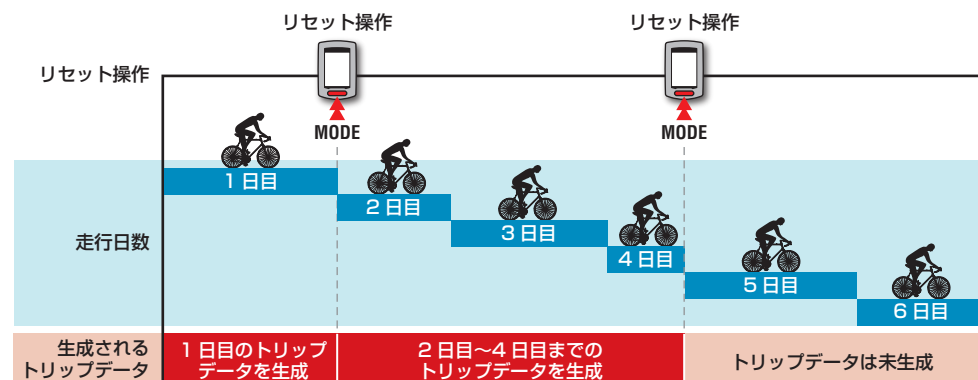 リセット操作
リセット操作
リセット操作
MODE
MODE
走行日数
1日目
2日目
3日目
4日目
5日目
6日目
生成される
トリップデータ
1日目のトリップ
データを生成
2日目~4日目までの
トリップデータを生成
トリップデータは未生成